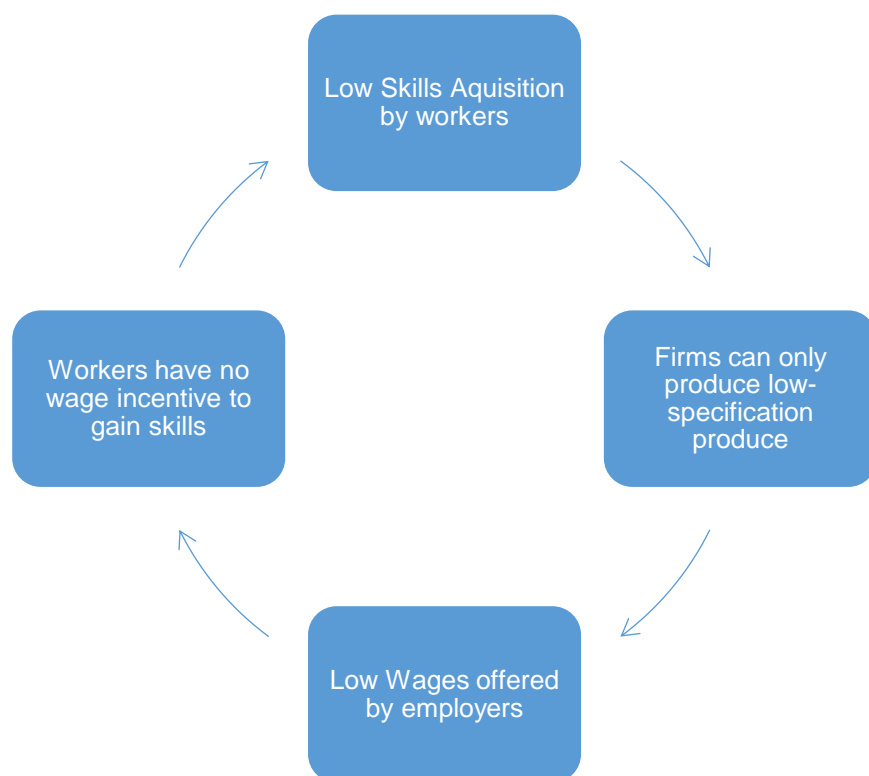 Low Skills Aquisition
by workers
Firms can only
produce low-
specification
produce
Low Wages offered
by employers
Workers have no
wage incentive to
gain skills